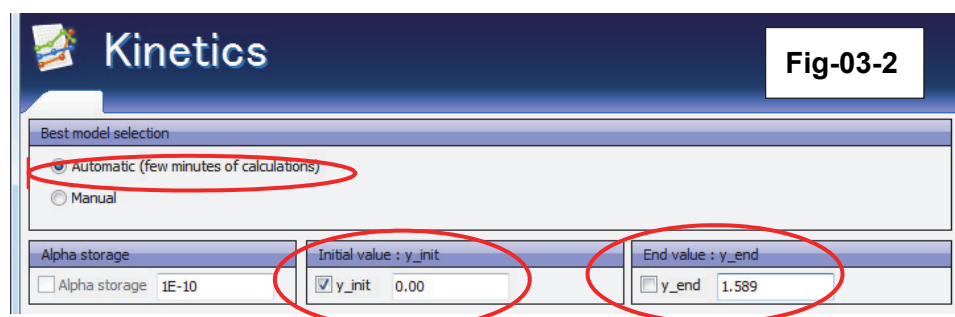 Kinetics
Fig-03-2
Best model selection
Automatic (few minutes of calculations)
Manual
Alpha storage
Initial value : y_init
End value : y_end
Alpha storage 1E-10
y_init 0.00
y_end 1.589